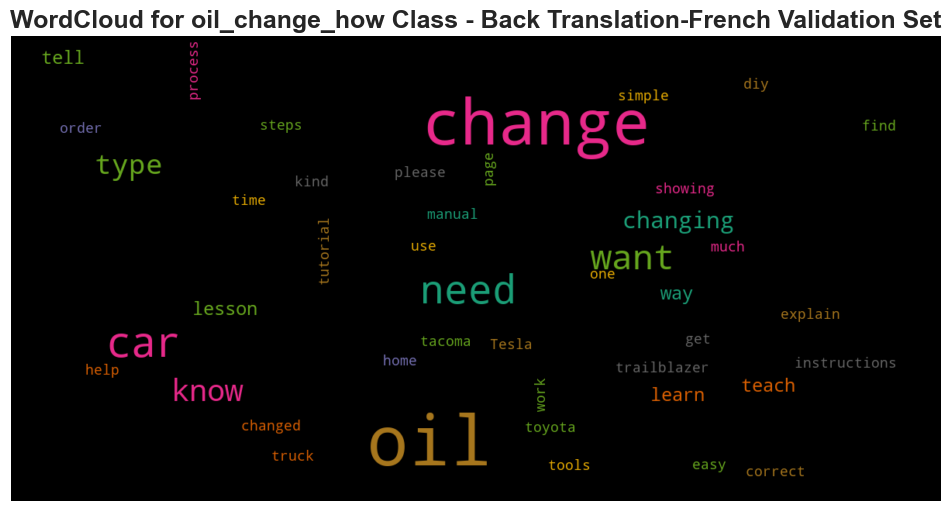 WordCloud for oil_change_how Class - Back Translation-French Validation Set
tell
process
diy
simple
change
order
steps
find
type
page
please
kind
showing
time
manual
changing
tutorial
use
much
want
one
need
way
lesson
explain
car
tacoma
Tesla
get
home
help
trailblazer
instructions
know
work
learn
teach
changed
oil
toyota
truck
tools
easy
correct